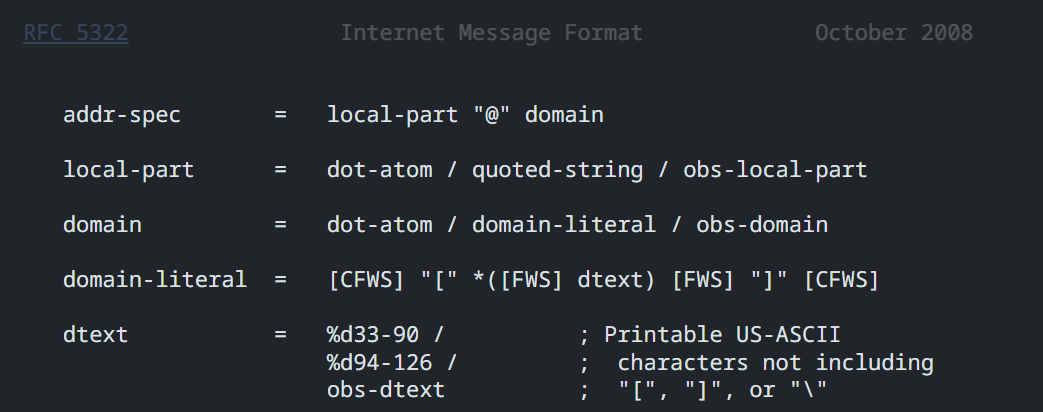 RFC 5322 Internet Message Format October 2008
addr-spec = local-part "@" domain
local-part = dot-atom / quoted-string / obs-local-part
domain = dot-atom / domain-literal / obs-domain
domain-literal = [CFWS] "[" *([FWS] dtext) [FWS] "]" [CFWS]
dtext = %d33-90 / ; Printable US-ASCII
%d94-126 / ; characters not including
obs-dtext ; "[", "]", or "\"